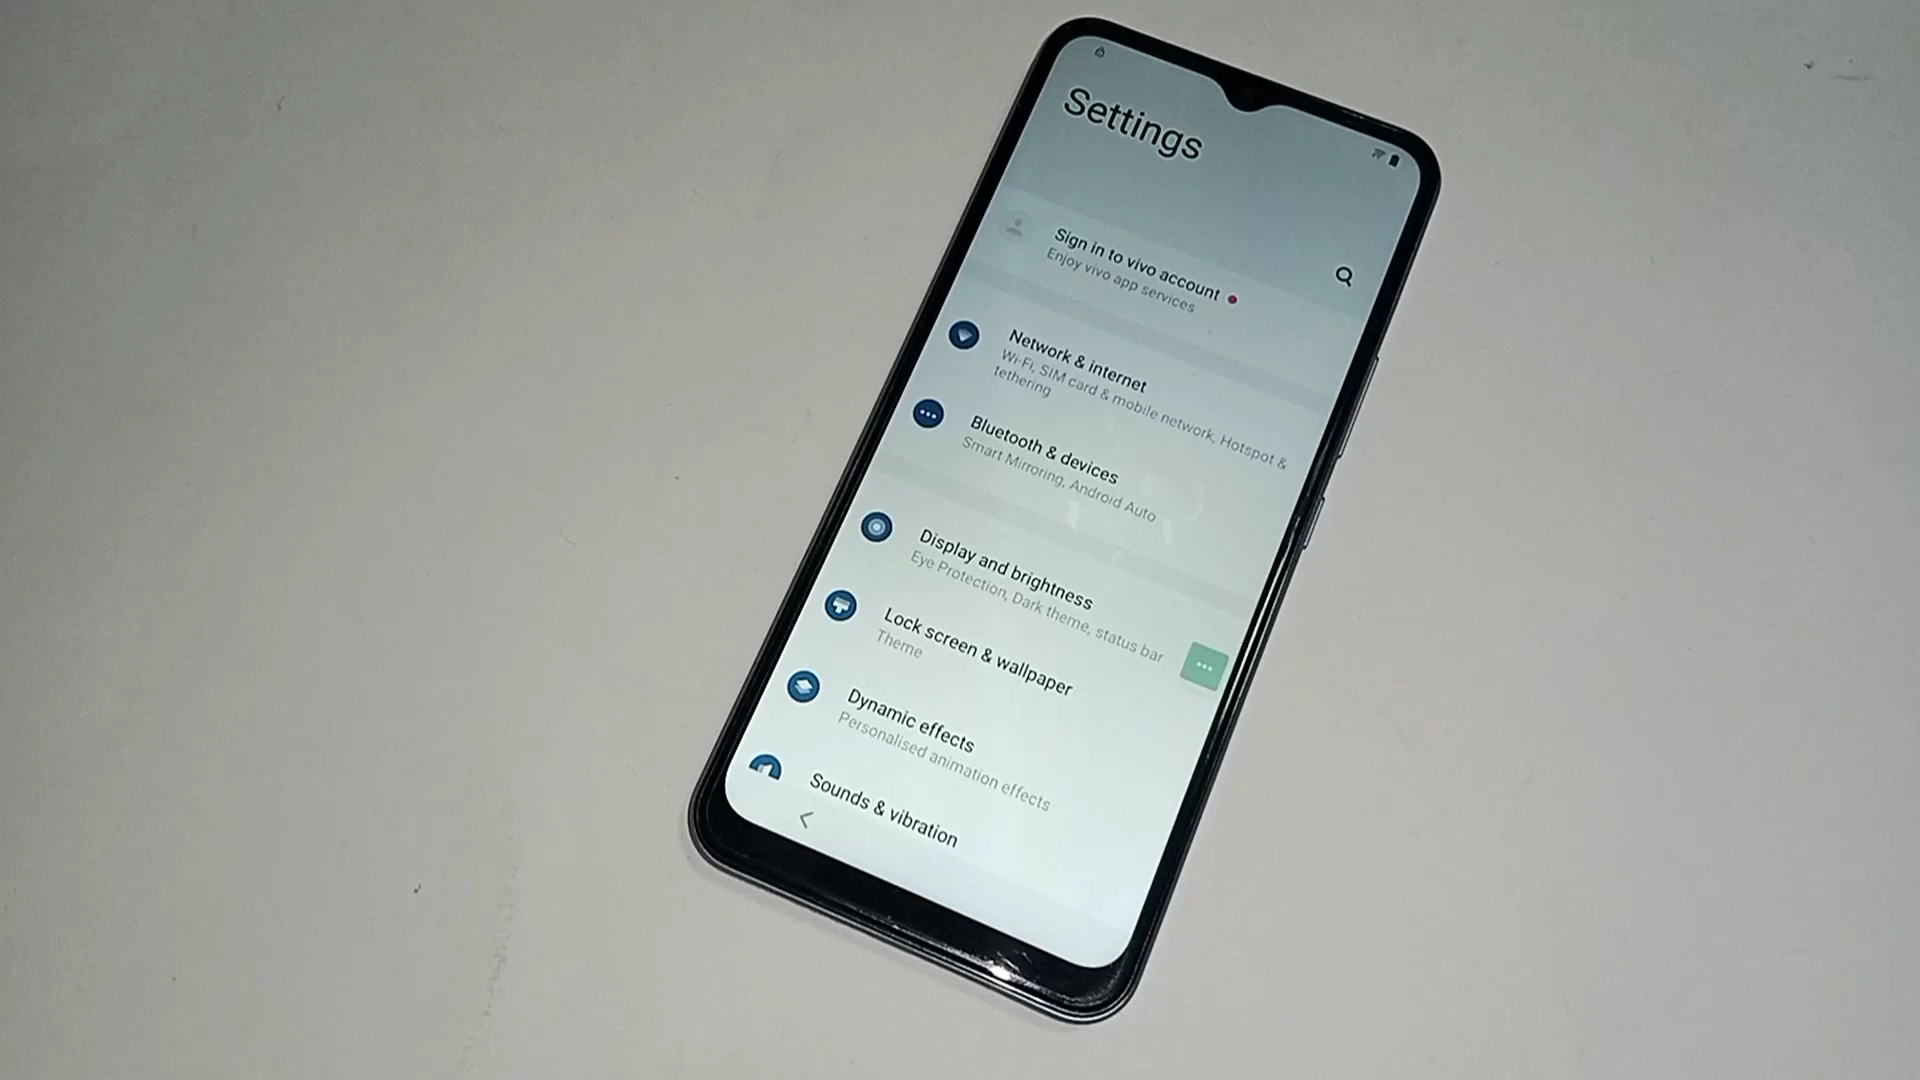 Settings
Sign in to vivo account
Enjoy vivo app services
Network & internet
Wi-Fi, SIM card & mobile network, Hotspot &
tethering
Bluetooth & devices
Smart Mirroring, Android Auto
Display and brightness
Eye Protection, Dark theme, status bar
Lock screen & wallpaper
Theme
Dynamic effects
Personalised animation effects
Sounds & vibration